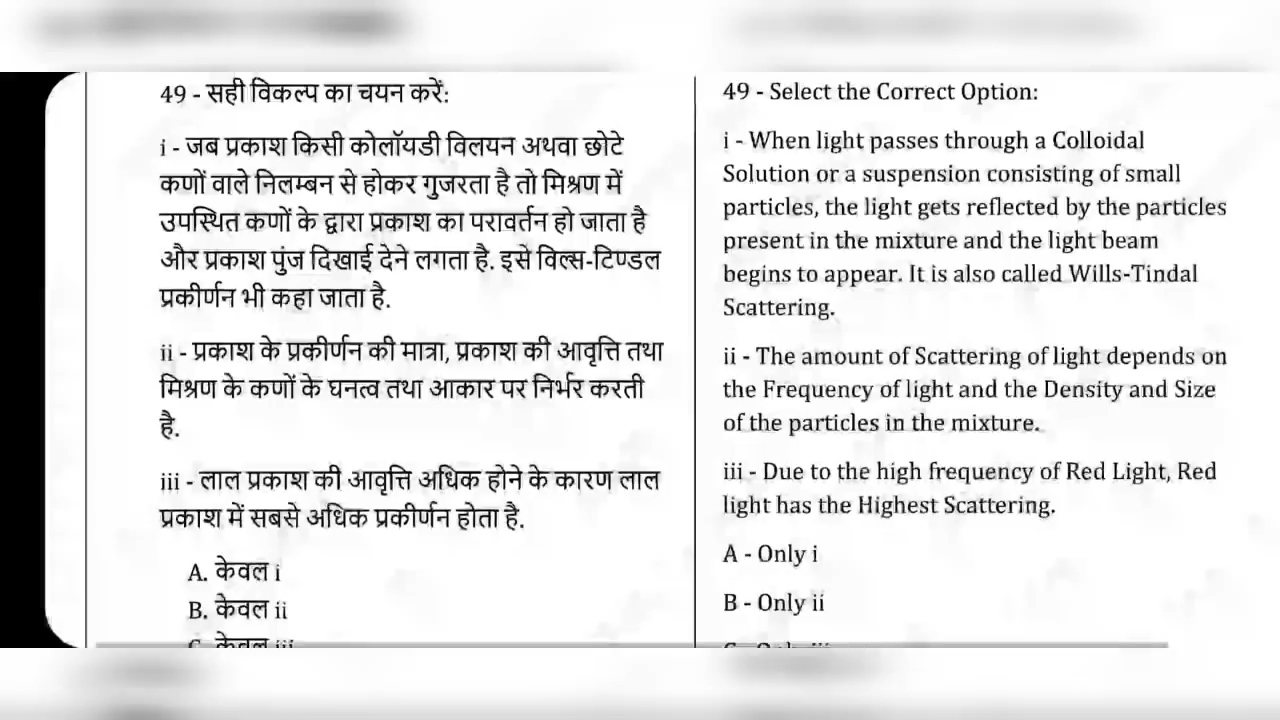 49 - सही विकल्प का चयन करें:
i - जब प्रकाश किसी कोलॉयडी विलयन अथवा छोटे
कणों वाले निलम्बन से होकर गुजरता है तो मिश्रण में
उपस्थित कणों के द्वारा प्रकाश का परावर्तन हो जाता है
और प्रकाश पुंज दिखाई देने लगता है. इसे विल्स-टिण्डल
प्रकीर्णन भी कहा जाता है.
ii - प्रकाश के प्रकीर्णन की मात्रा, प्रकाश की आवृत्ति तथा
मिश्रण के कणों के घनत्व तथा आकार पर निर्भर करती
है.
iii - लाल प्रकाश की आवृत्ति अधिक होने के कारण लाल
प्रकाश में सबसे अधिक प्रकीर्णन होता है.
A. केवल i
B. केवल ii
C. केवल iii
49 - Select the Correct Option:
i - When light passes through a Colloidal
Solution or a suspension consisting of small
particles, the light gets reflected by the particles
present in the mixture and the light beam
begins to appear. It is also called Wills-Tindal
Scattering.
ii - The amount of Scattering of light depends on
the Frequency of light and the Density and Size
of the particles in the mixture.
iii - Due to the high frequency of Red Light, Red
light has the Highest Scattering.
A - Only i
B - Only ii